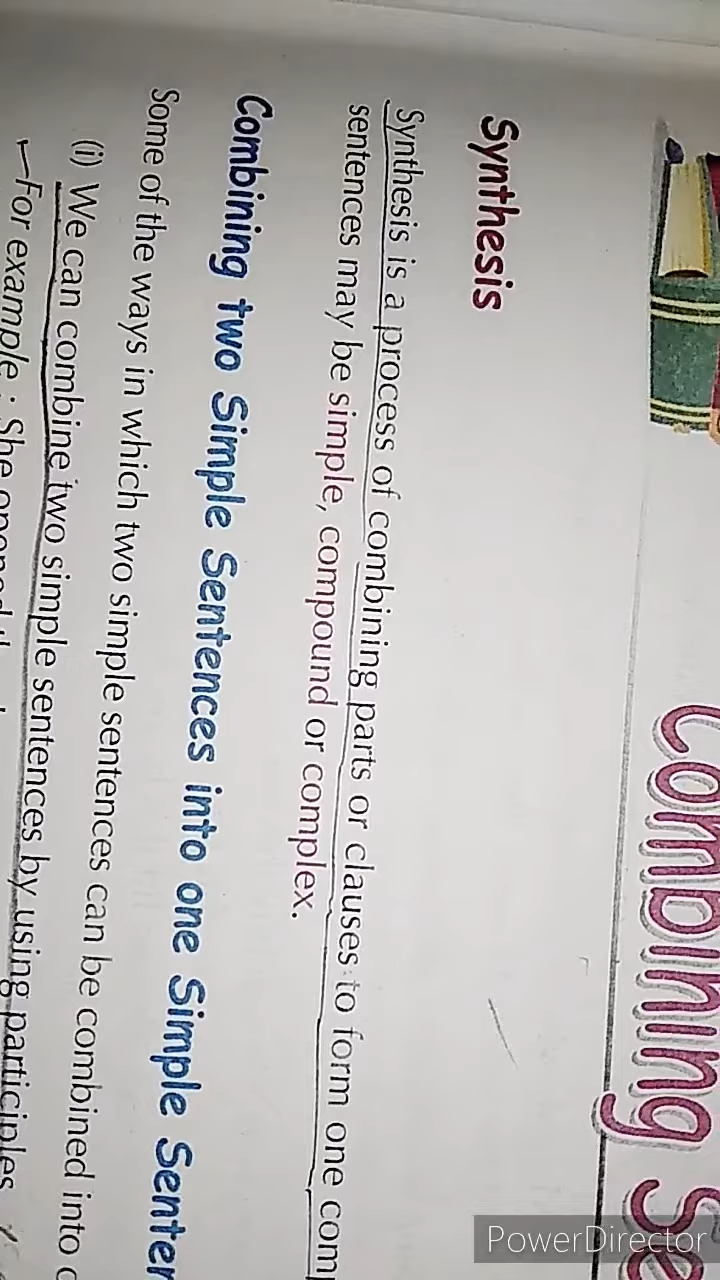 Combining
Synthesis
Synthesis is a process of combining parts or clauses to form one
sentences may be simple, compound or complex.
Combining two Simple Sentences into one Simple
Some of the ways in which two simple sentences can be combined into
(i) We can combine two simple sentences by using participles
For example : She
PowerDirector